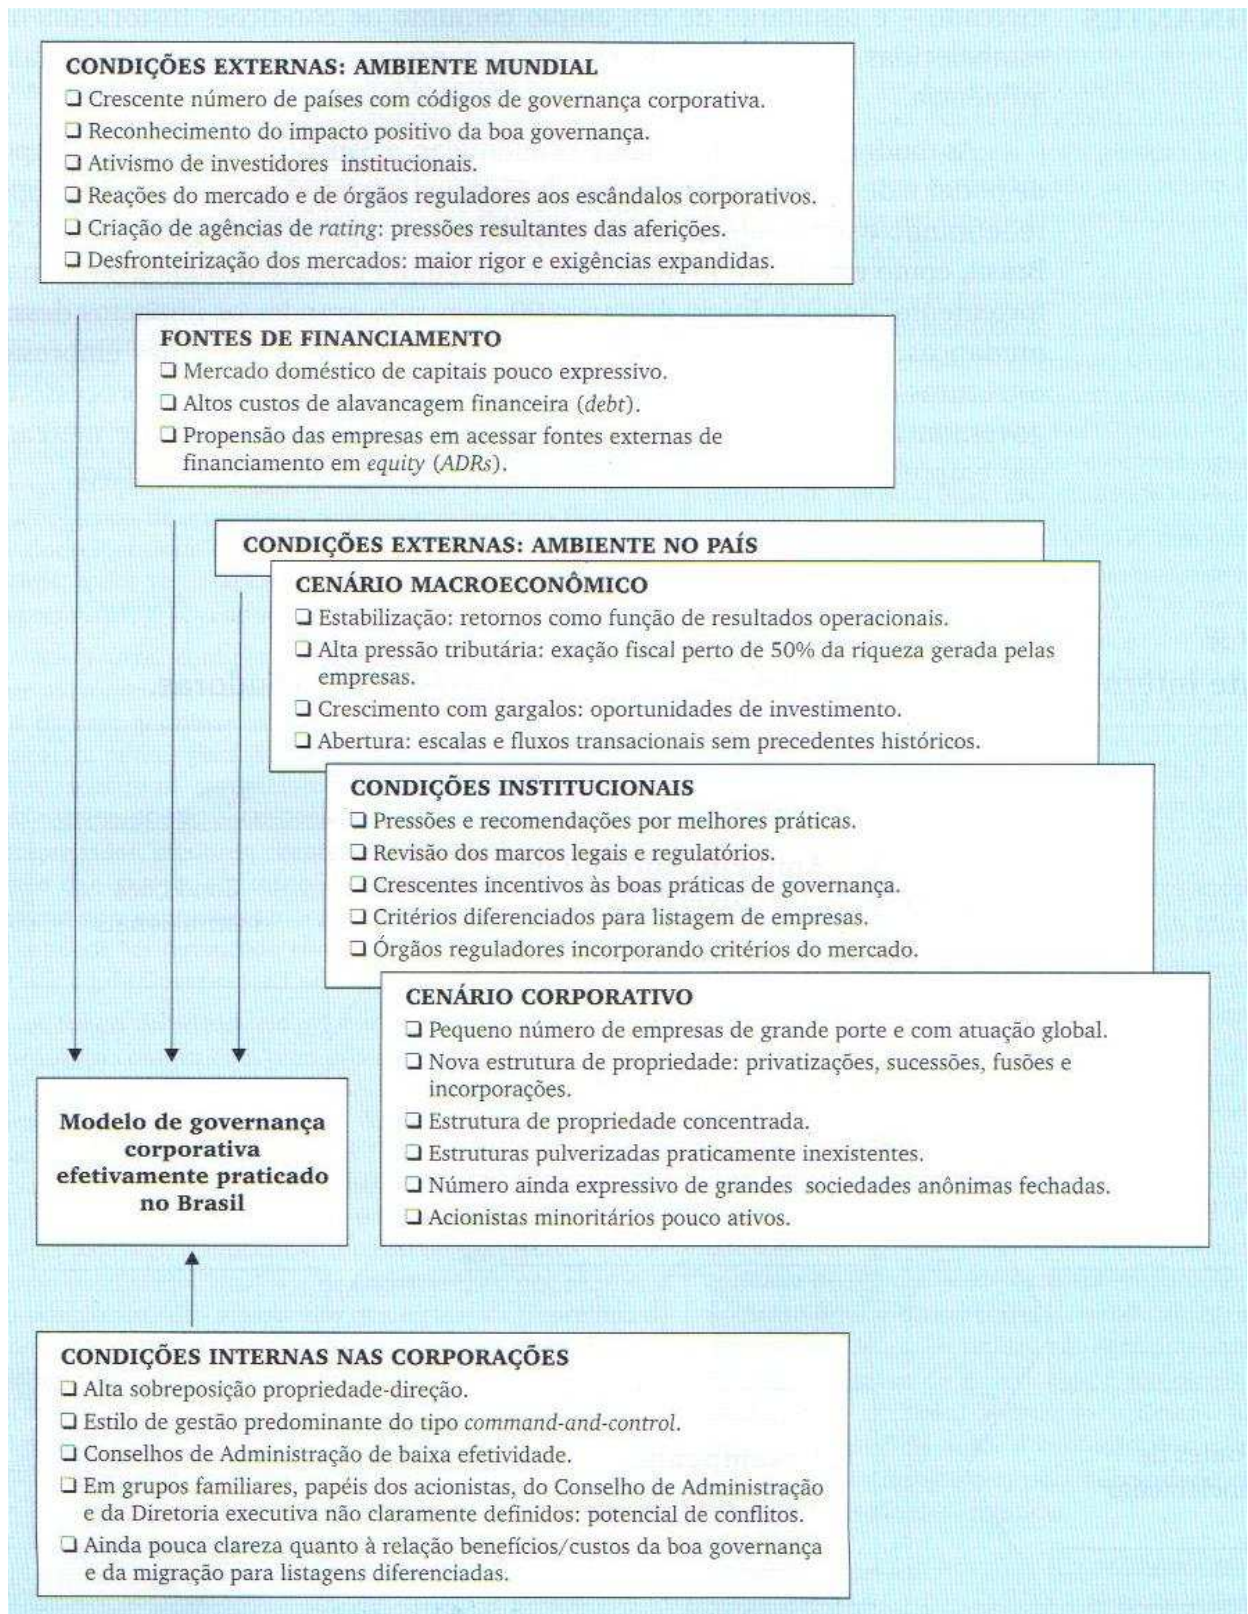 CONDIÇÕES EXTERNAS: AMBIENTE MUNDIAL
❑ Crescente número de países com códigos de governança corporativa.
❑ Reconhecimento do impacto positivo da boa governança.
❑ Ativismo de investidores institucionais.
❑ Reações do mercado e de órgãos reguladores aos escândalos corporativos.
❑ Criação de agências de rating: pressões resultantes das aferições.
❑ Desfronteirização dos mercados: maior rigor e exigências expandidas.
FONTES DE FINANCIAMENTO
❑ Mercado doméstico de capitais pouco expressivo.
❑ Altos custos de alavancagem financeira (debt).
❑ Propensão das empresas em acessar fontes externas de
financiamento em equity (ADRs).
CONDIÇÕES EXTERNAS: AMBIENTE NO PAÍS
CENÁRIO MACROECONÔMICO
❑ Estabilização: retornos como função de resultados operacionais.
❑ Alta pressão tributária: exação fiscal perto de 50% da riqueza gerada pelas
empresas.
❑ Crescimento com gargalos: oportunidades de investimento.
❑ Abertura: escalas e fluxos transacionais sem precedentes históricos.
CONDIÇÕES INSTITUCIONAIS
❑ Pressões e recomendações por melhores práticas.
❑ Revisão dos marcos legais e regulatórios.
❑ Crescentes incentivos às boas práticas de governança.
❑ Critérios diferenciados para listagem de empresas.
❑ Órgãos reguladores incorporando critérios do mercado.
CENÁRIO CORPORATIVO
❑ Pequeno número de empresas de grande porte e com atuação global.
❑ Nova estrutura de propriedade: privatizações, sucessões, fusões e
incorporações.
❑ Estrutura de propriedade concentrada.
❑ Estruturas pulverizadas praticamente inexistentes.
❑ Número ainda expressivo de grandes sociedades anônimas fechadas.
❑ Acionistas minoritários pouco ativos.
Modelo de governança
corporativa
efetivamente praticado
no Brasil
CONDIÇÕES INTERNAS NAS CORPORAÇÕES
❑ Alta sobreposição propriedade-direção.
❑ Estilo de gestão predominante do tipo command-and-control.
❑ Conselhos de Administração de baixa efetividade.
❑ Em grupos familiares, papéis dos acionistas, do Conselho de Administração
e da Diretoria executiva não claramente definidos: potencial de conflitos.
❑ Ainda pouca clareza quanto à relação benefícios/custos da boa governança
e da migração para listagens diferenciadas.